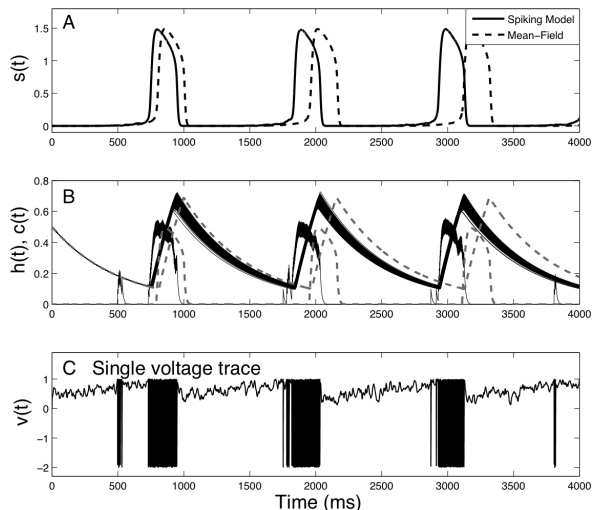 A
Spiking Model
Mean-Field
s(t)
1.5
1
0.5
0
0 500 1000 1500 2000 2500 3000 3500 4000
B
h(t), c(t)
0.8
0.6
0.4
0.2
0
0 500 1000 1500 2000 2500 3000 3500 4000
C Single voltage trace
v(t)
1
0
−1
−2
0 500 1000 1500 2000 2500 3000 3500 4000
Time (ms)